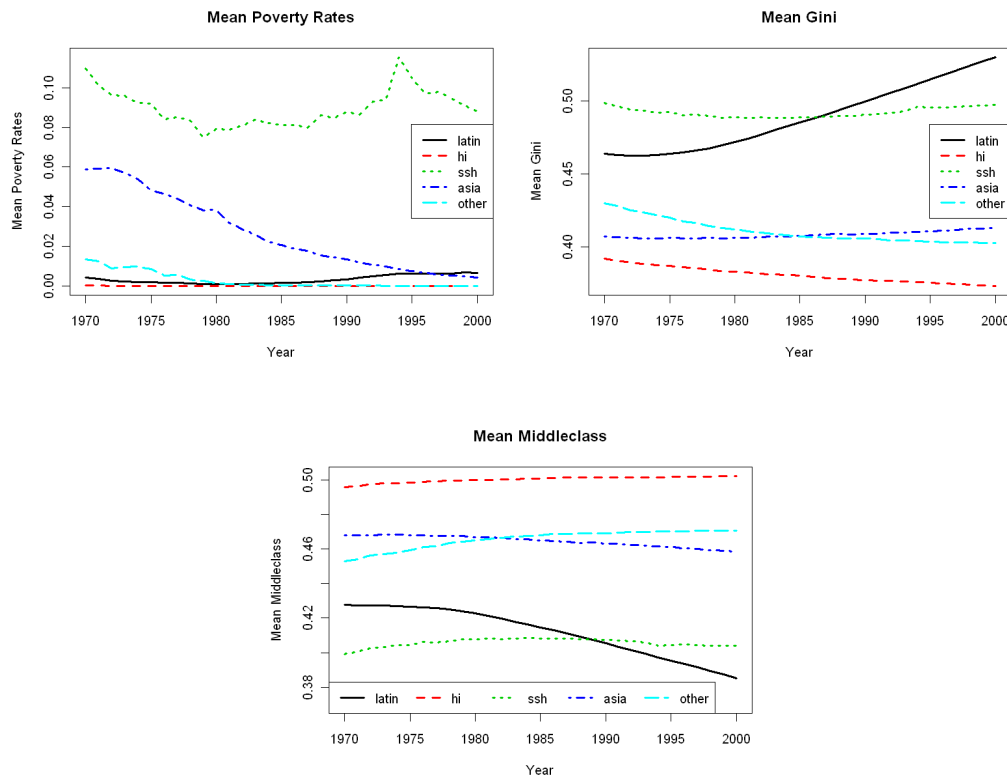 Mean Poverty Rates
Mean Poverty Rates
0.00 0.02 0.04 0.06 0.08 0.10
latin
hi
ssh
asia
other
1970 1975 1980 1985 1990 1995 2000
Year
Mean Gini
Mean Gini
0.40 0.45 0.50
latin
hi
ssh
asia
other
1970 1975 1980 1985 1990 1995 2000
Year
Mean Middleclass
Mean Middleclass
0.38 0.42 0.46 0.50
latin hi ssh asia other
1970 1975 1980 1985 1990 1995 2000
Year